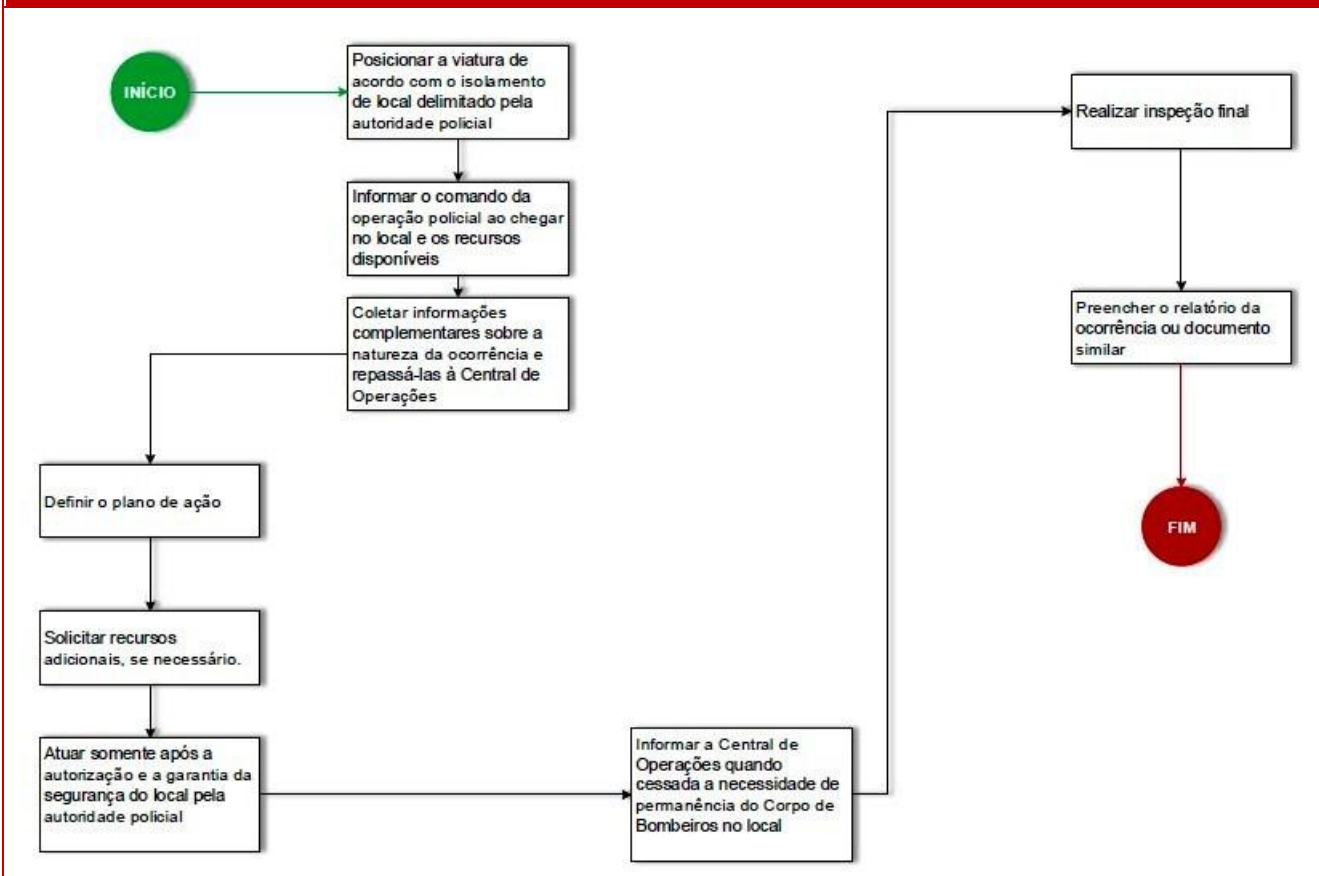 INÍCIO
Posicionar a viatura de
acordo com o isolamento
de local delimitado pela
autoridade policial
Informar o comando da
operação policial ao chegar
no local e os recursos
disponíveis
Coletar informações
complementares sobre a
natureza da ocorrência e
repassá-las à Central de
Operações
Definir o plano de ação
Solicitar recursos
adicionais, se necessário.
Atuar somente após a
autorização e a garantia da
segurança do local pela
autoridade policial
Informar a Central de
Operações quando
cessada a necessidade de
permanência do Corpo de
Bombeiros no local
Realizar inspeção final
Preencher o relatório da
ocorrência ou documento
similar
FIM